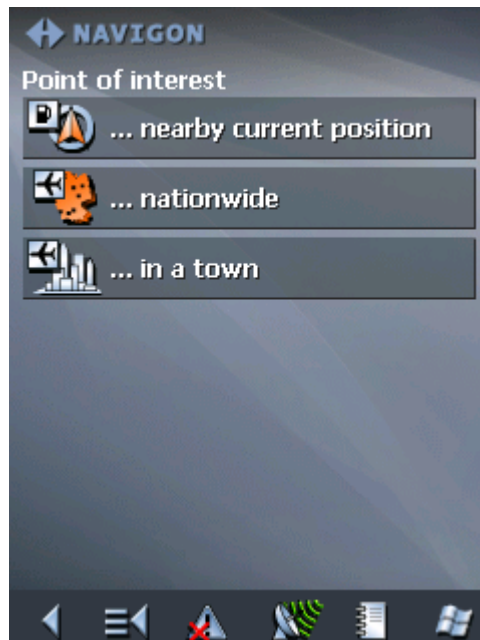 NAVIGON
Point of interest
... nearby current position
... nationwide
... in a town